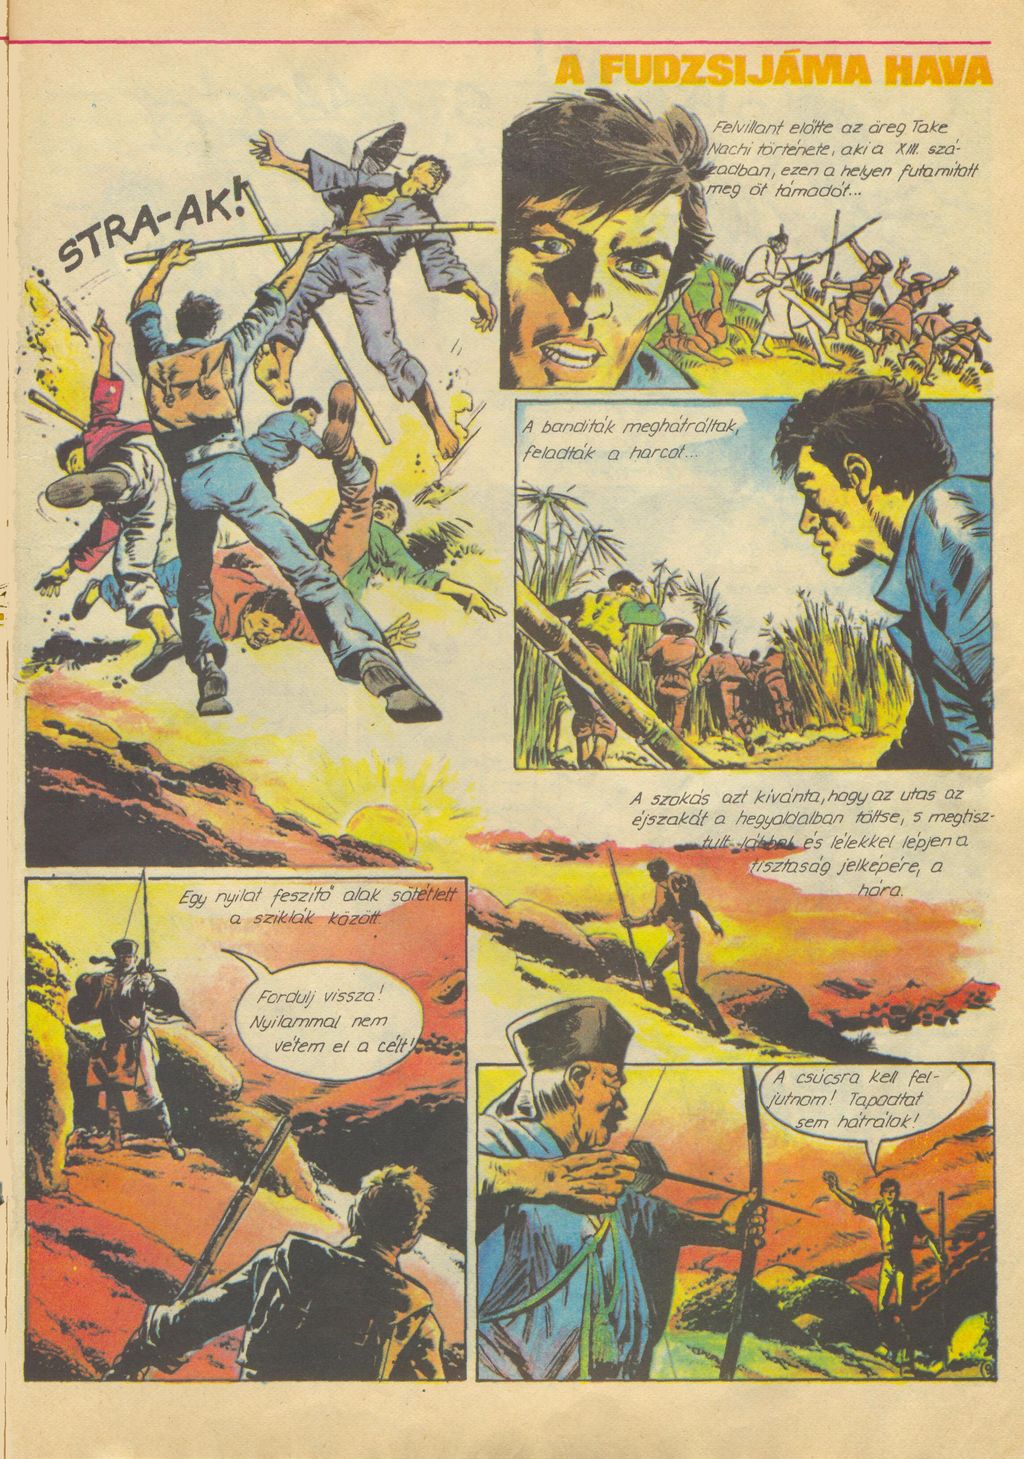 A FUDZSIJÁMA HAVA
STRA-AK!
Felvillant előtte az öreg Take
Nachi története, aki a XIII. szá-
zadban, ezen a helyen futamított
meg öt támadót...
A banditák meghátráltak,
feladták a harcot...
A szokás azt kívánta, hogy az utas az
éjszakát a hegyoldalban töltse, s megtisz-
tult lábbal és lélekkel lépjen a
tisztaság jelképére, a
hóra.
Egy nyilat feszítő alak sötétlett
a sziklák között.
Fordulj vissza!
Nyilammal nem
vétem el a célt!
A csúcsra kell fel-
jutnom! Tapodtat
sem hátrálok!